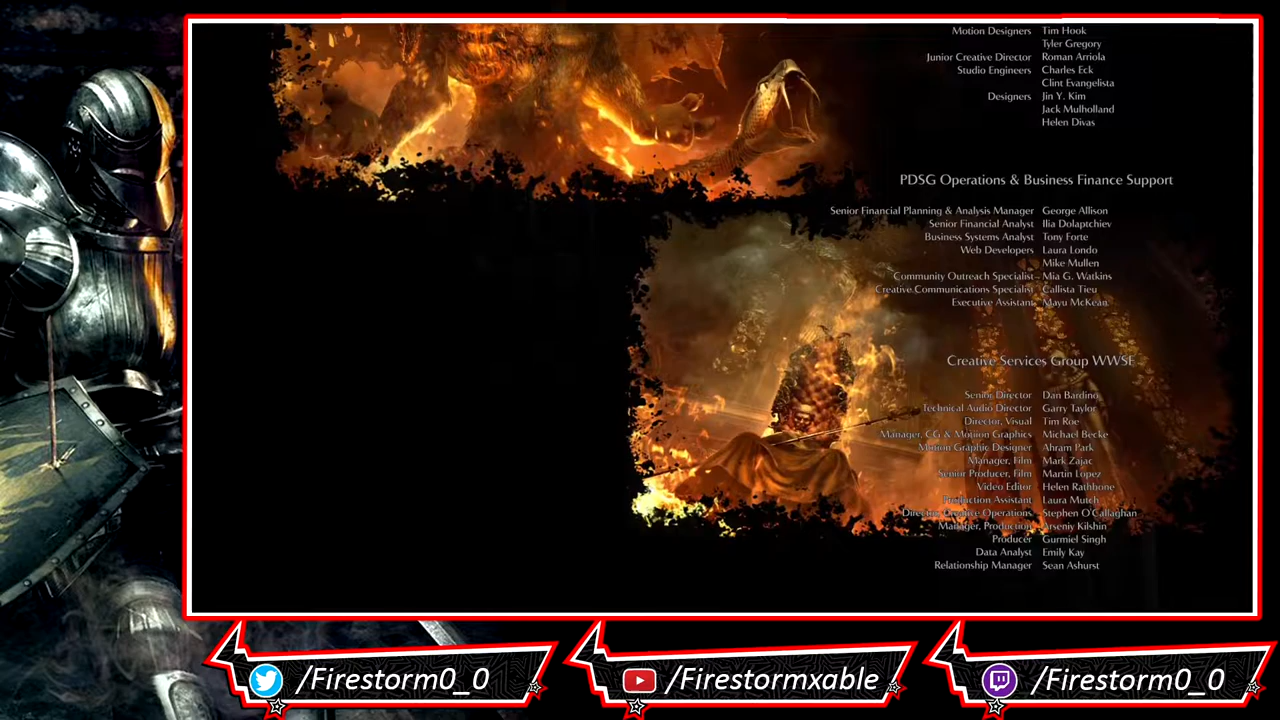 Motion Designers Tim Hook
Tyler Gregory
Junior Creative Director Roman Arriola
Studio Engineers Charles Eck
Clint Evangelista
Designers Jin Y. Kim
Jack Mulholland
Helen Divas
PDSG Operations & Business Finance Support
Senior Financial Planning & Analysis Manager George Allison
Senior Financial Analyst Ilia Dolaptchiev
Business Systems Analyst Tony Forte
Web Developers Laura Londo
Mike Mullen
Community Outreach Specialist Mia G. Watkins
Creative Communications Specialist Callista Tieu
Executive Assistant Mayu McKean
Creative Services Group WWSE
Senior Director Dan Bardino
Technical Audio Director Garry Taylor
Director, Visual Tim Roe
Manager, CG & Motion Graphics Michael Becke
Motion Graphic Designer Ahram Park
Manager, Film Mark Zajac
Senior Producer, Film Martin Lopez
Video Editor Helen Rathbone
Production Assistant Laura Mutch
Director Creative Operations Stephen O'Callaghan
Manager, Production Arseniy Kilshin
Producer Gurmiel Singh
Data Analyst Emily Kay
Relationship Manager Sean Ashurst
/Firestorm0_0 /Firestormxable /Firestorm0_0